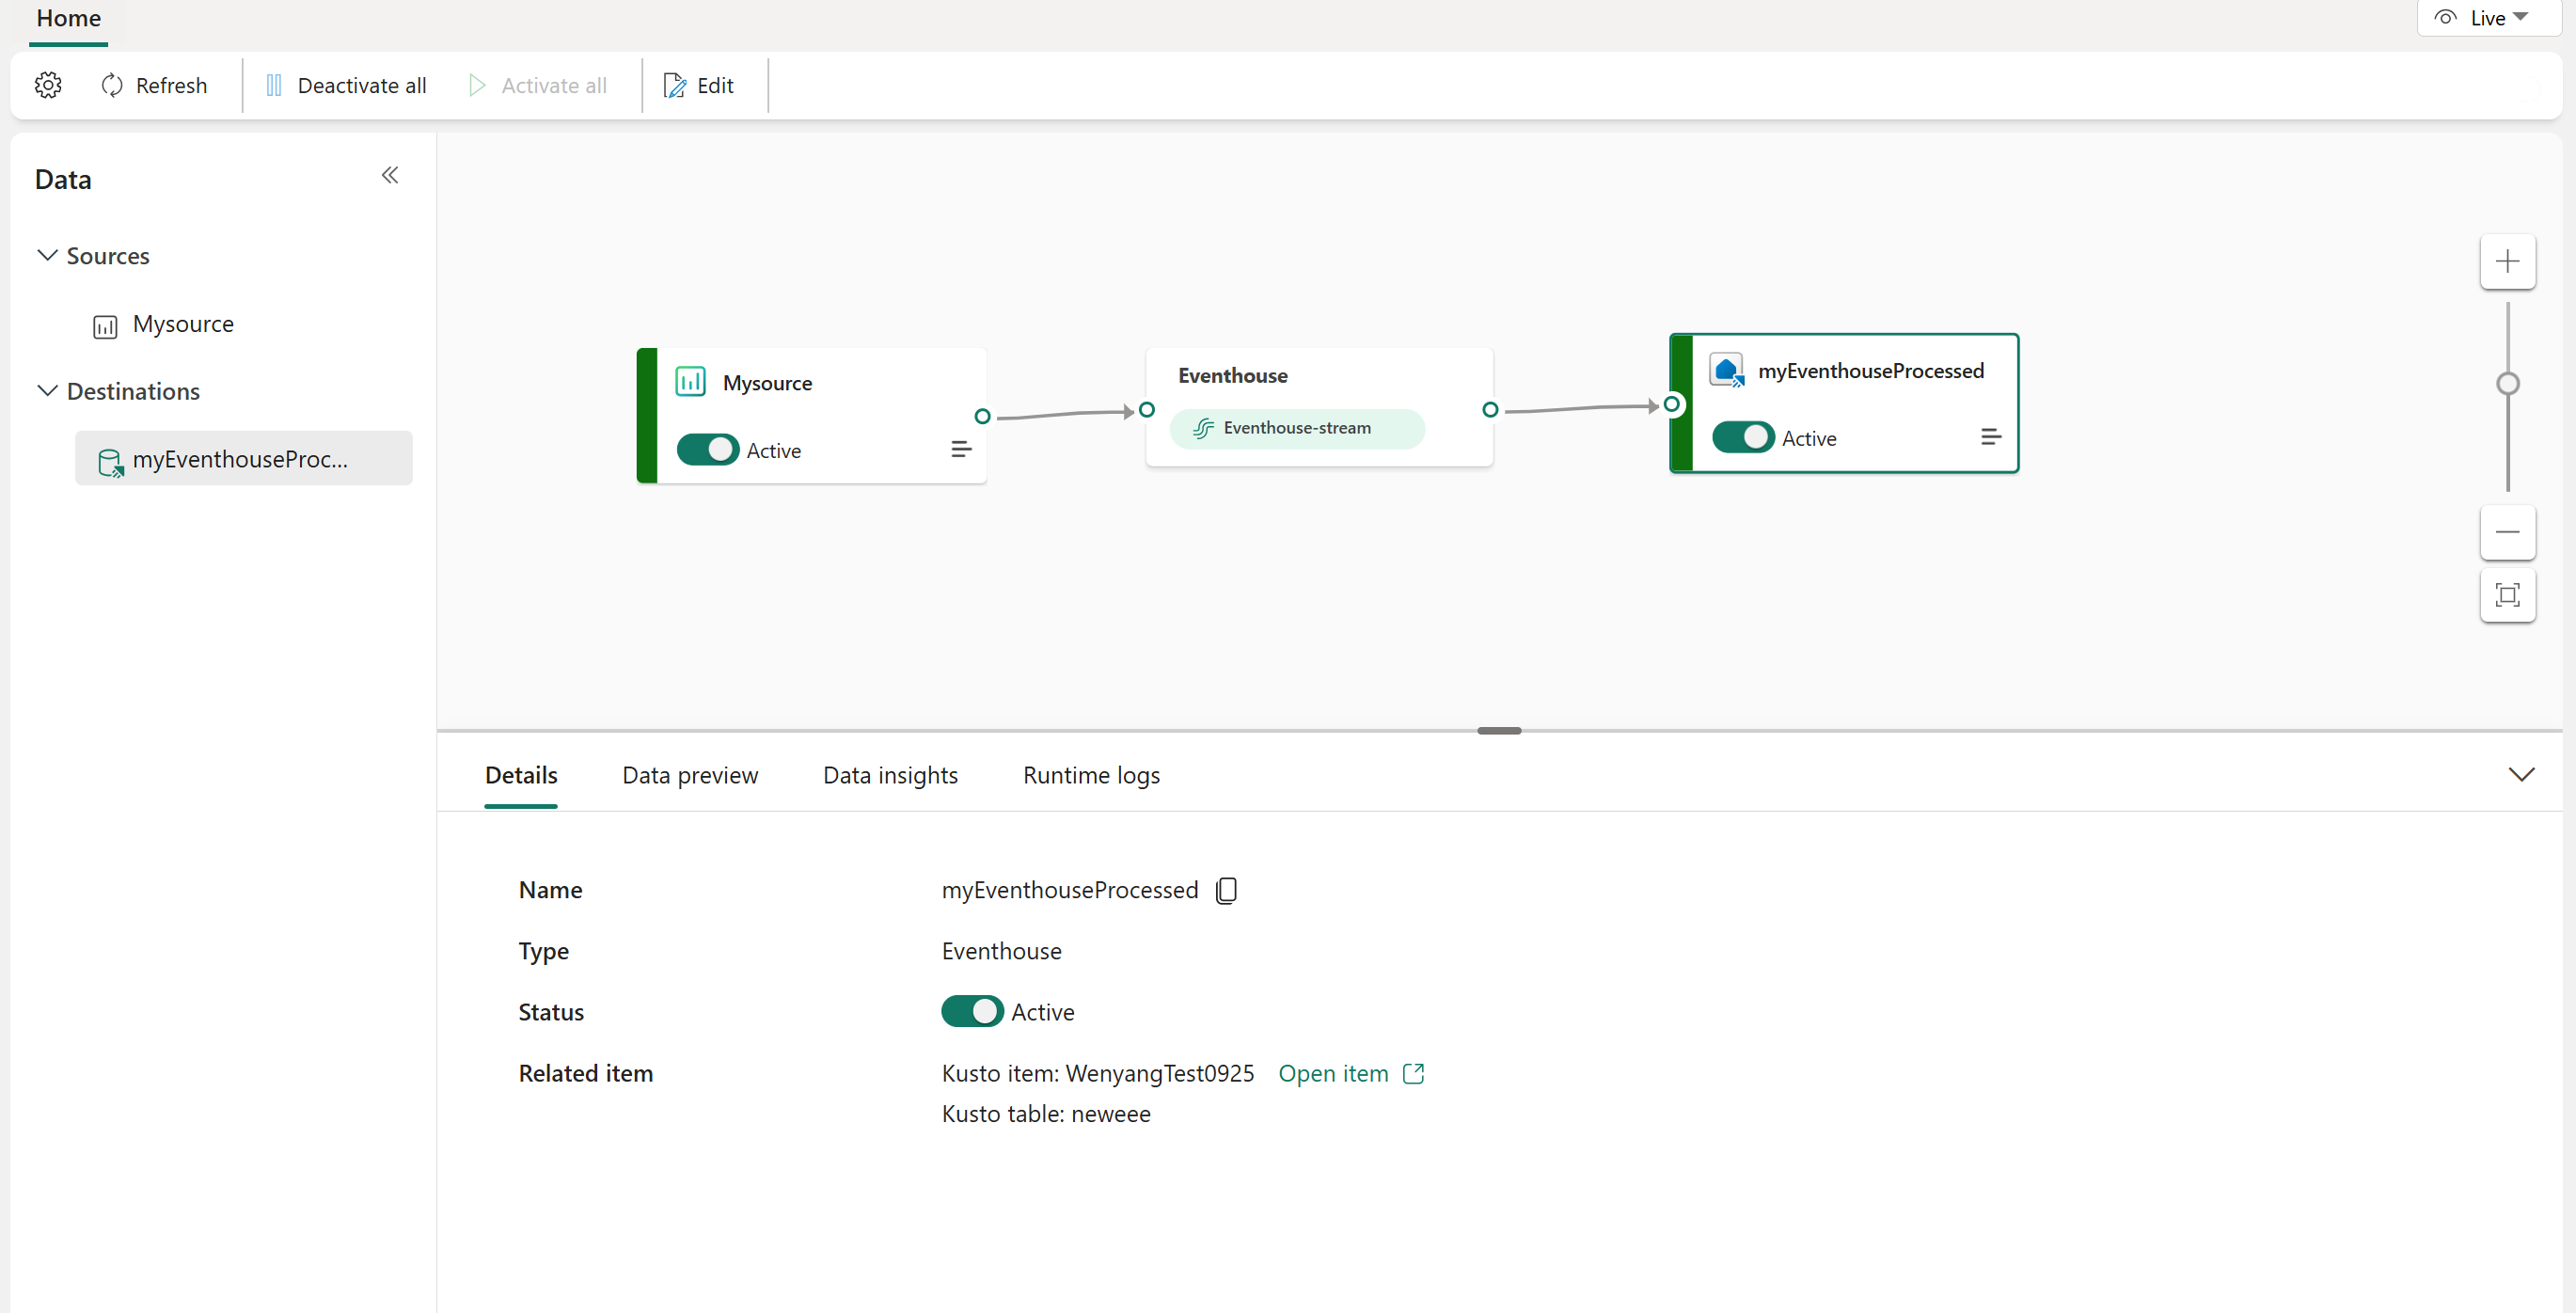 Home
Live
Refresh
Deactivate all
Activate all
Edit
Data
Sources
Mysource
Destinations
myEventhouseProc...
Mysource
Active
Eventhouse
Eventhouse-stream
myEventhouseProcessed
Active
Details
Data preview
Data insights
Runtime logs
Name
myEventhouseProcessed
Type
Eventhouse
Status
Active
Related item
Kusto item: WenyangTest0925
Open item
Kusto table: neweee